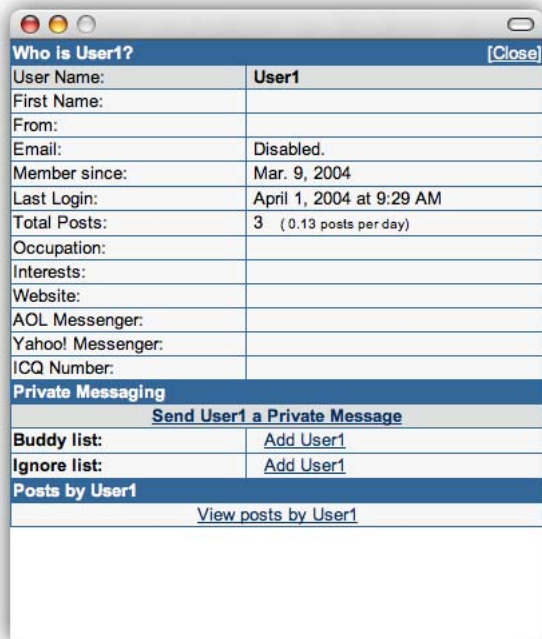 Who is User1? [Close]
User Name: User1
First Name:
From:
Email: Disabled.
Member since: Mar. 9, 2004
Last Login: April 1, 2004 at 9:29 AM
Total Posts: 3 ( 0.13 posts per day)
Occupation:
Interests:
Website:
AOL Messenger:
Yahoo! Messenger:
ICQ Number:
Private Messaging
Send User1 a Private Message
Buddy list: Add User1
Ignore list: Add User1
Posts by User1
View posts by User1